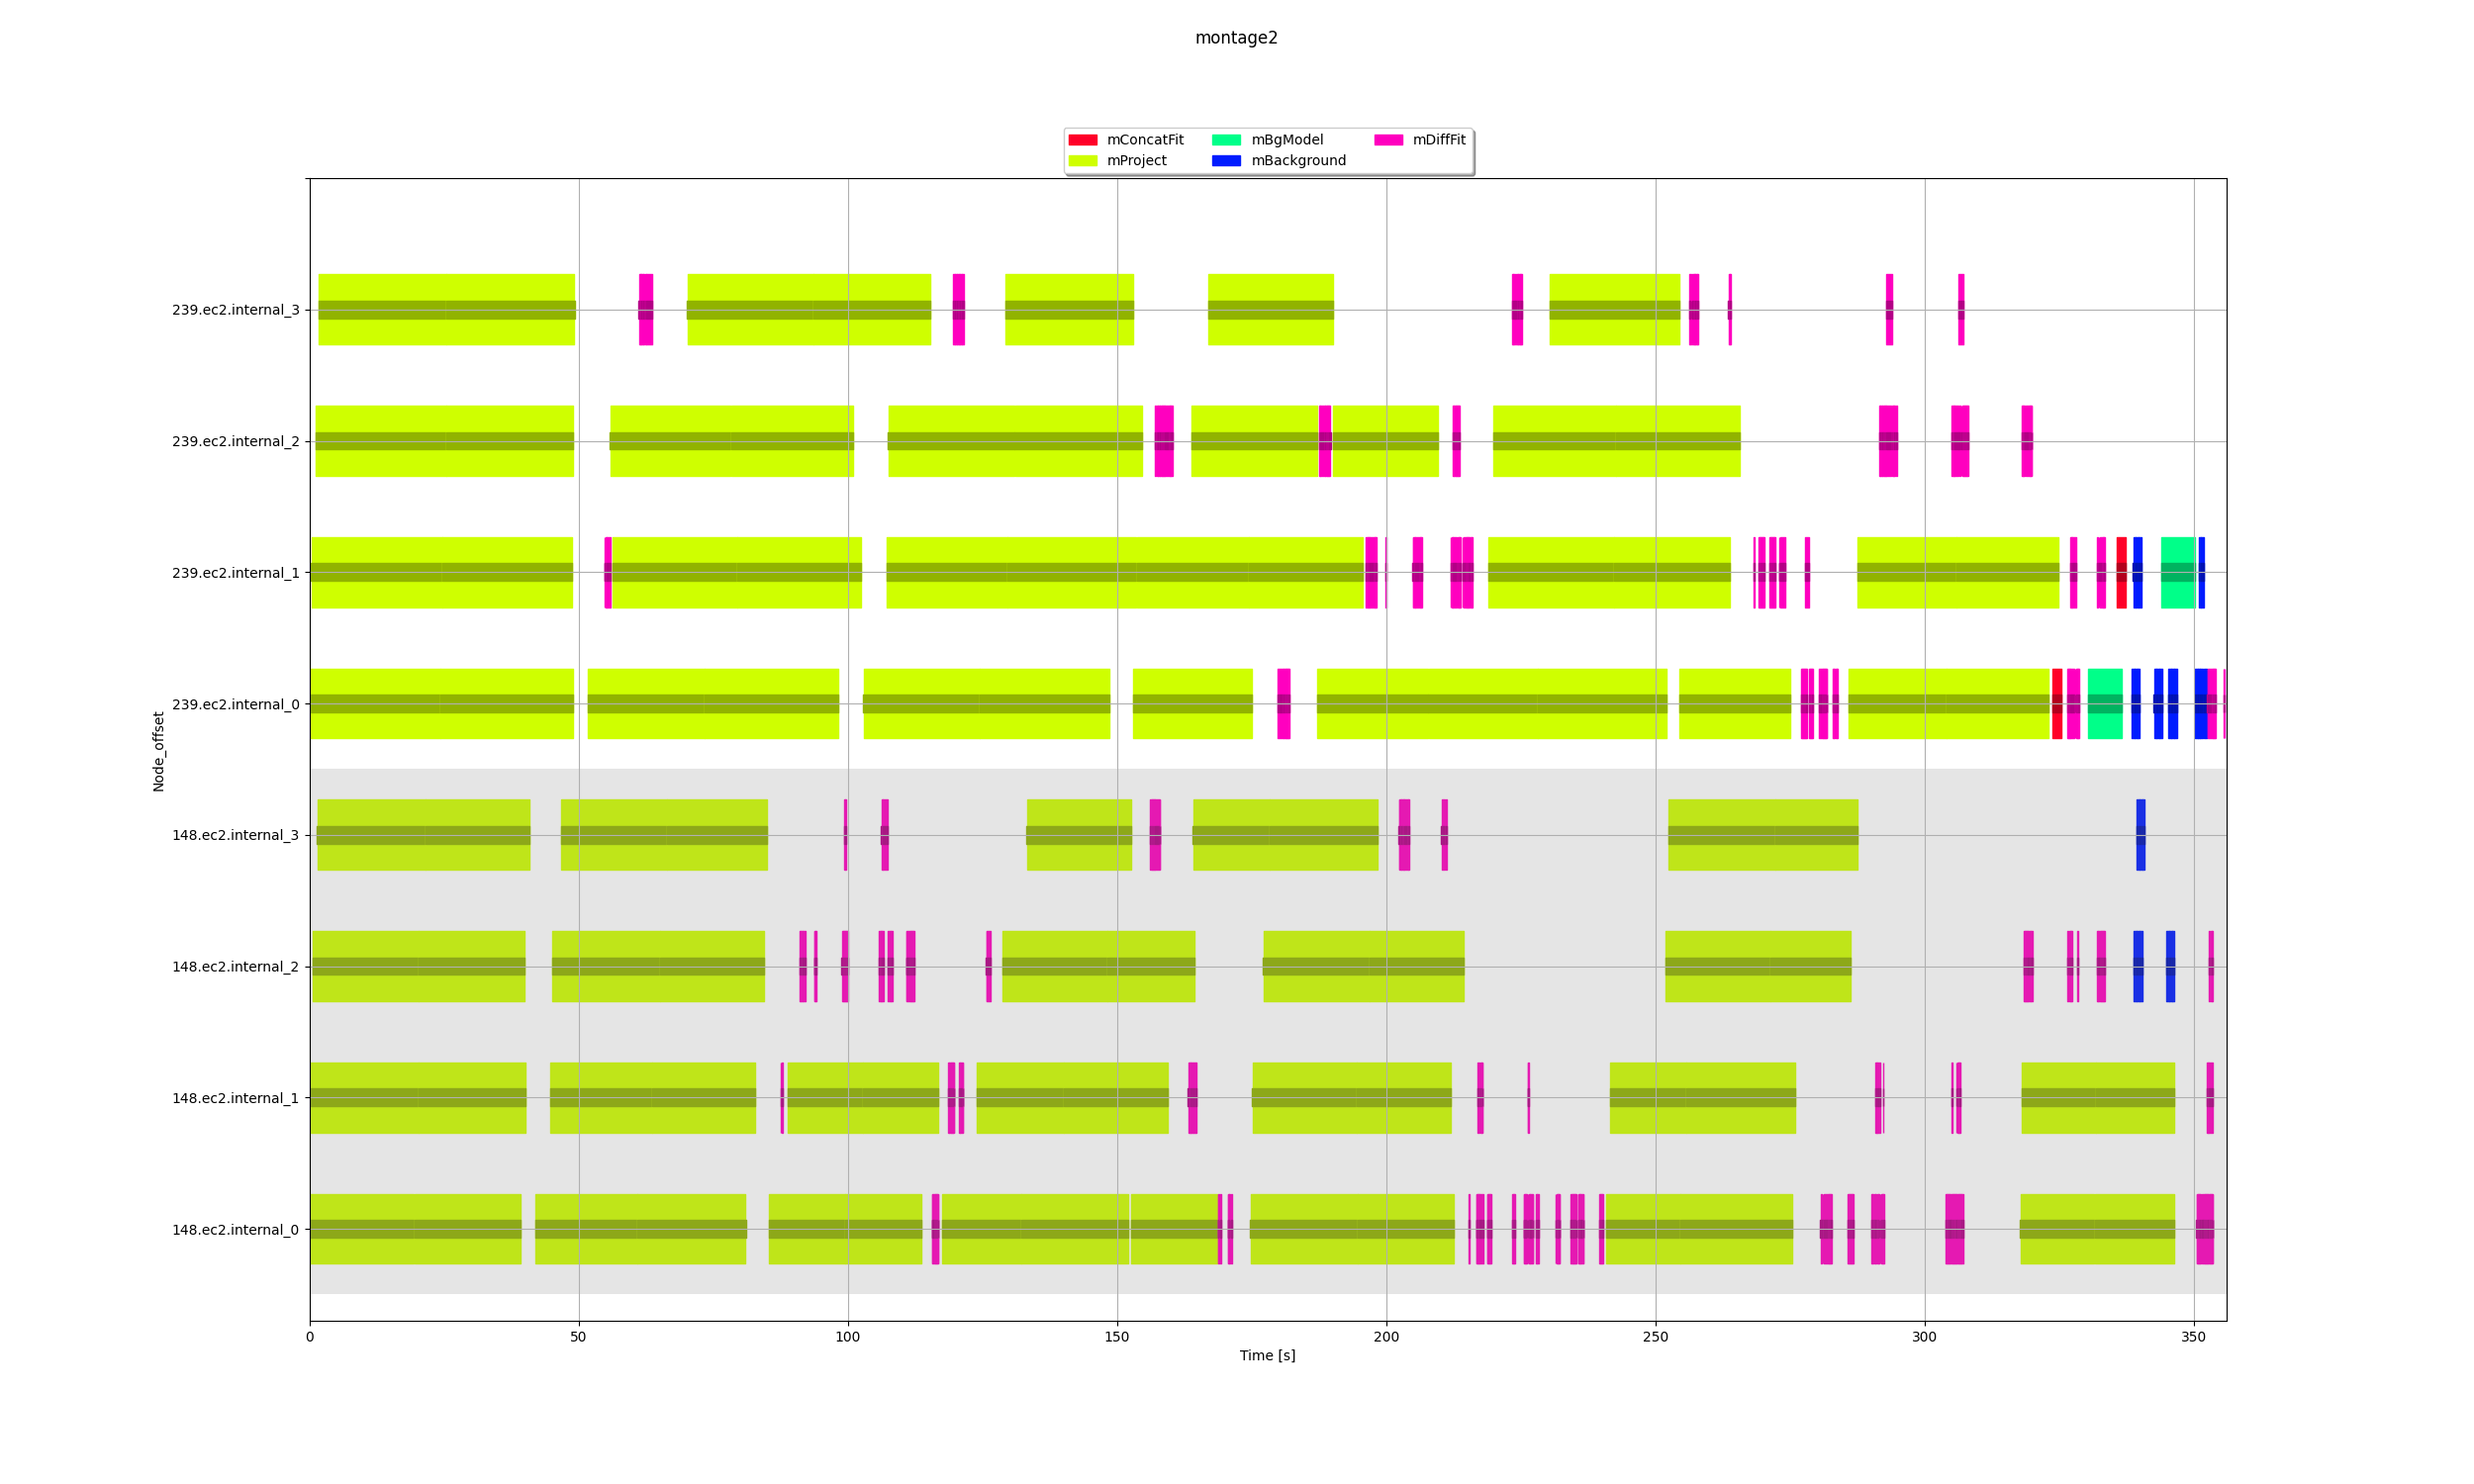 montage2
mConcatFit mBgModel mDiffFit
mProject mBackground
239.ec2.internal_3
239.ec2.internal_2
239.ec2.internal_1
239.ec2.internal_0
148.ec2.internal_3
148.ec2.internal_2
148.ec2.internal_1
148.ec2.internal_0
Node_offset
0 50 100 150 200 250 300 350
Time [s]